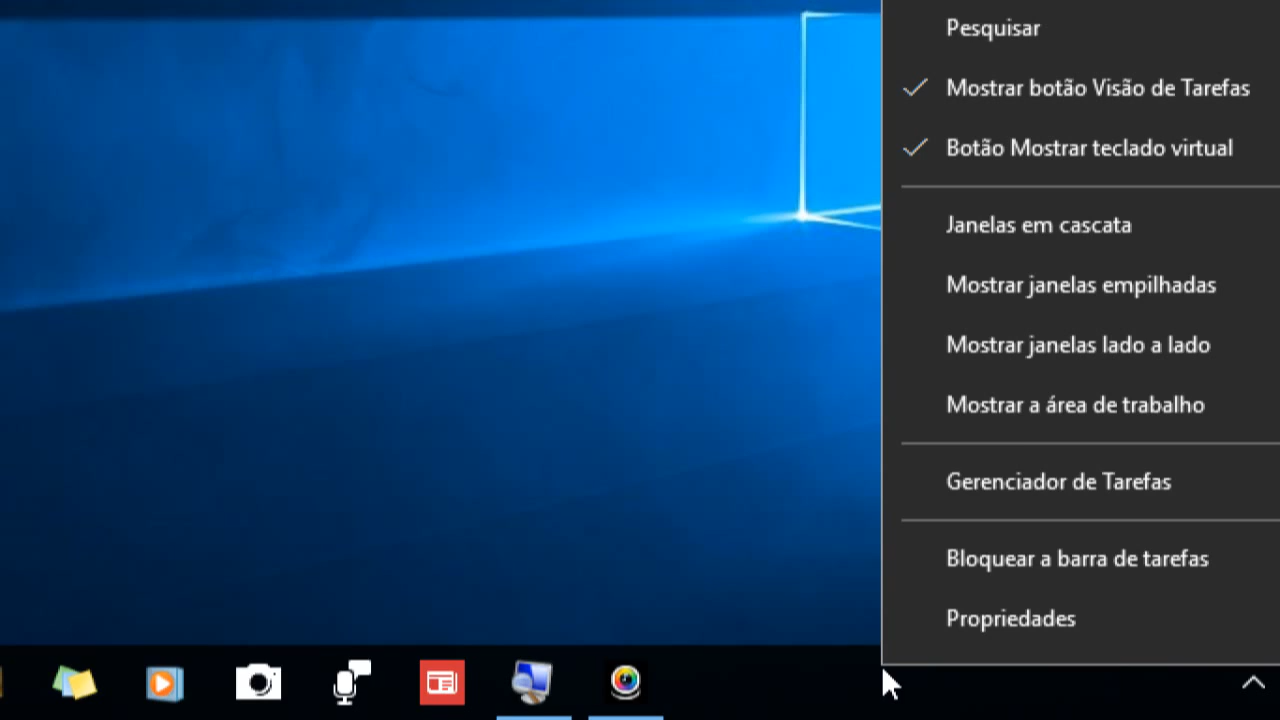 Pesquisar
Mostrar botão Visão de Tarefas
Botão Mostrar teclado virtual
Janelas em cascata
Mostrar janelas empilhadas
Mostrar janelas lado a lado
Mostrar a área de trabalho
Gerenciador de Tarefas
Bloquear a barra de tarefas
Propriedades